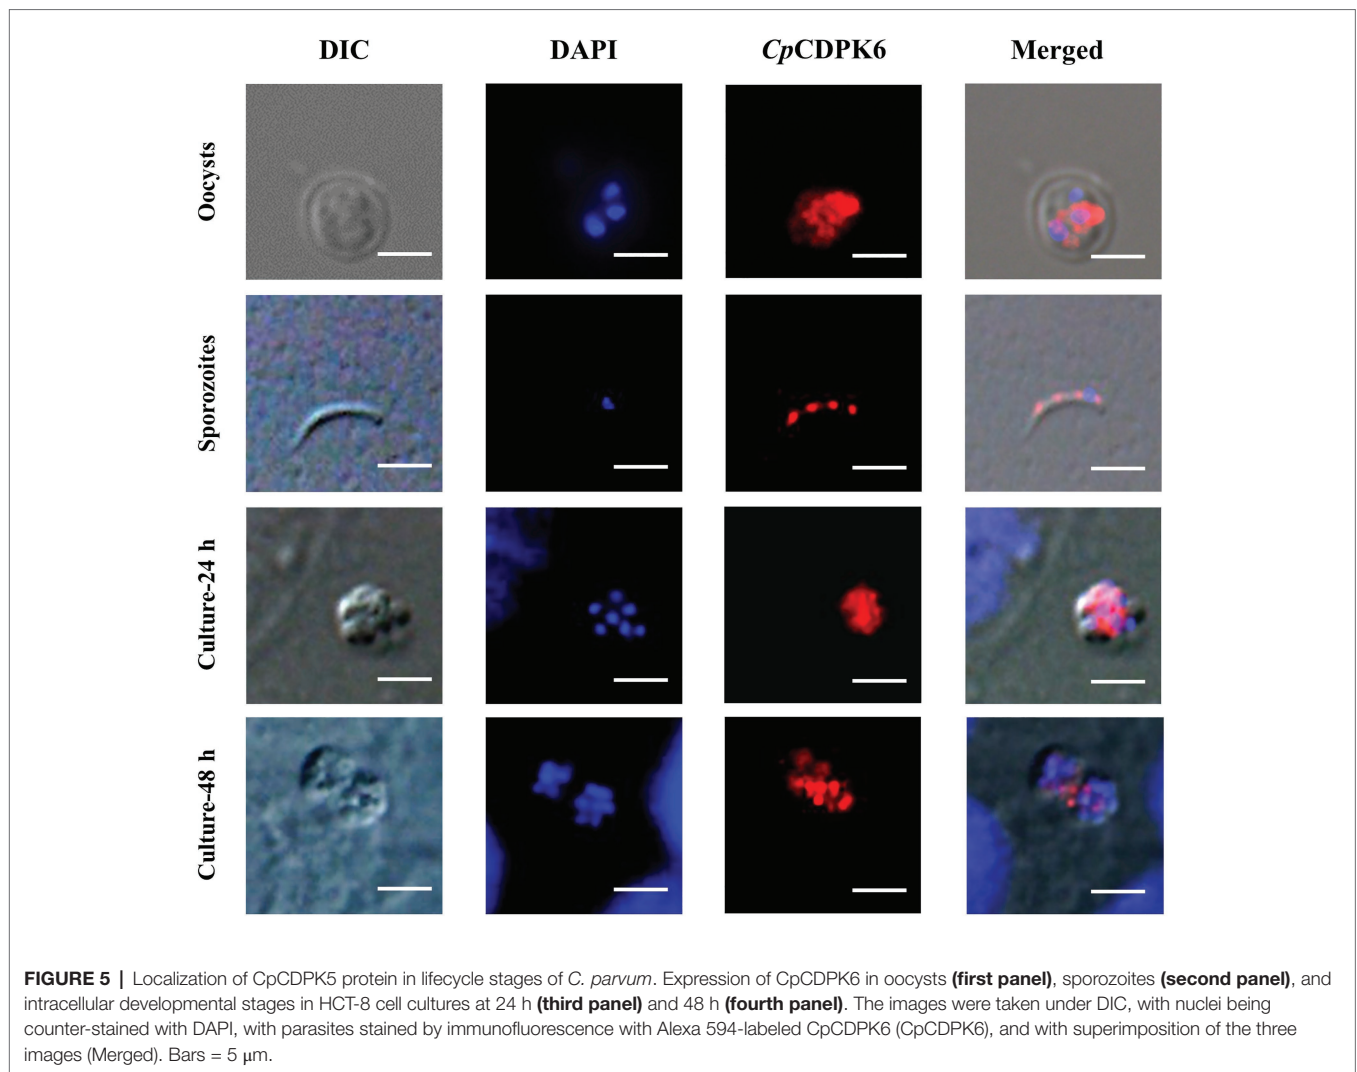 DIC DAPI CpCDPK6 Merged
Oocysts
Sporozoites
Culture-24 h
Culture-48 h
FIGURE 5 | Localization of CpCDPK5 protein in lifecycle stages of C. parvum. Expression of CpCDPK6 in oocysts (first panel), sporozoites (second panel), and
intracellular developmental stages in HCT-8 cell cultures at 24 h (third panel) and 48 h (fourth panel). The images were taken under DIC, with nuclei being
counter-stained with DAPI, with parasites stained by immunofluorescence with Alexa 594-labeled CpCDPK6 (CpCDPK6), and with superimposition of the three
images (Merged). Bars = 5 μm.